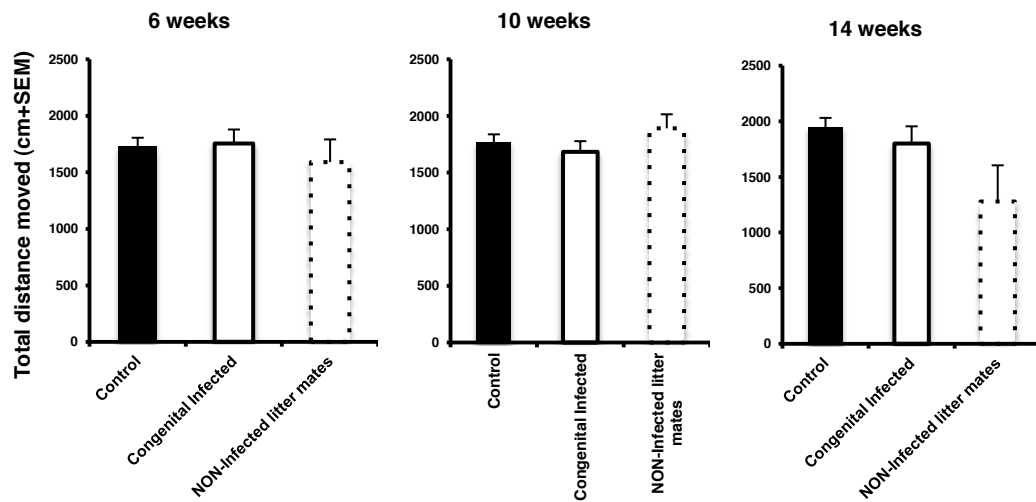 6 weeks
10 weeks
14 weeks
Total distance moved (cm+SEM)
2500
2000
1500
1000
500
0
Control
Congenital Infected
NON-Infected litter mates
2500
2000
1500
1000
500
0
Control
Congenital Infected
NON-Infected litter
mates
2500
2000
1500
1000
500
0
Control
Congenital Infected
NON-Infected litter mates